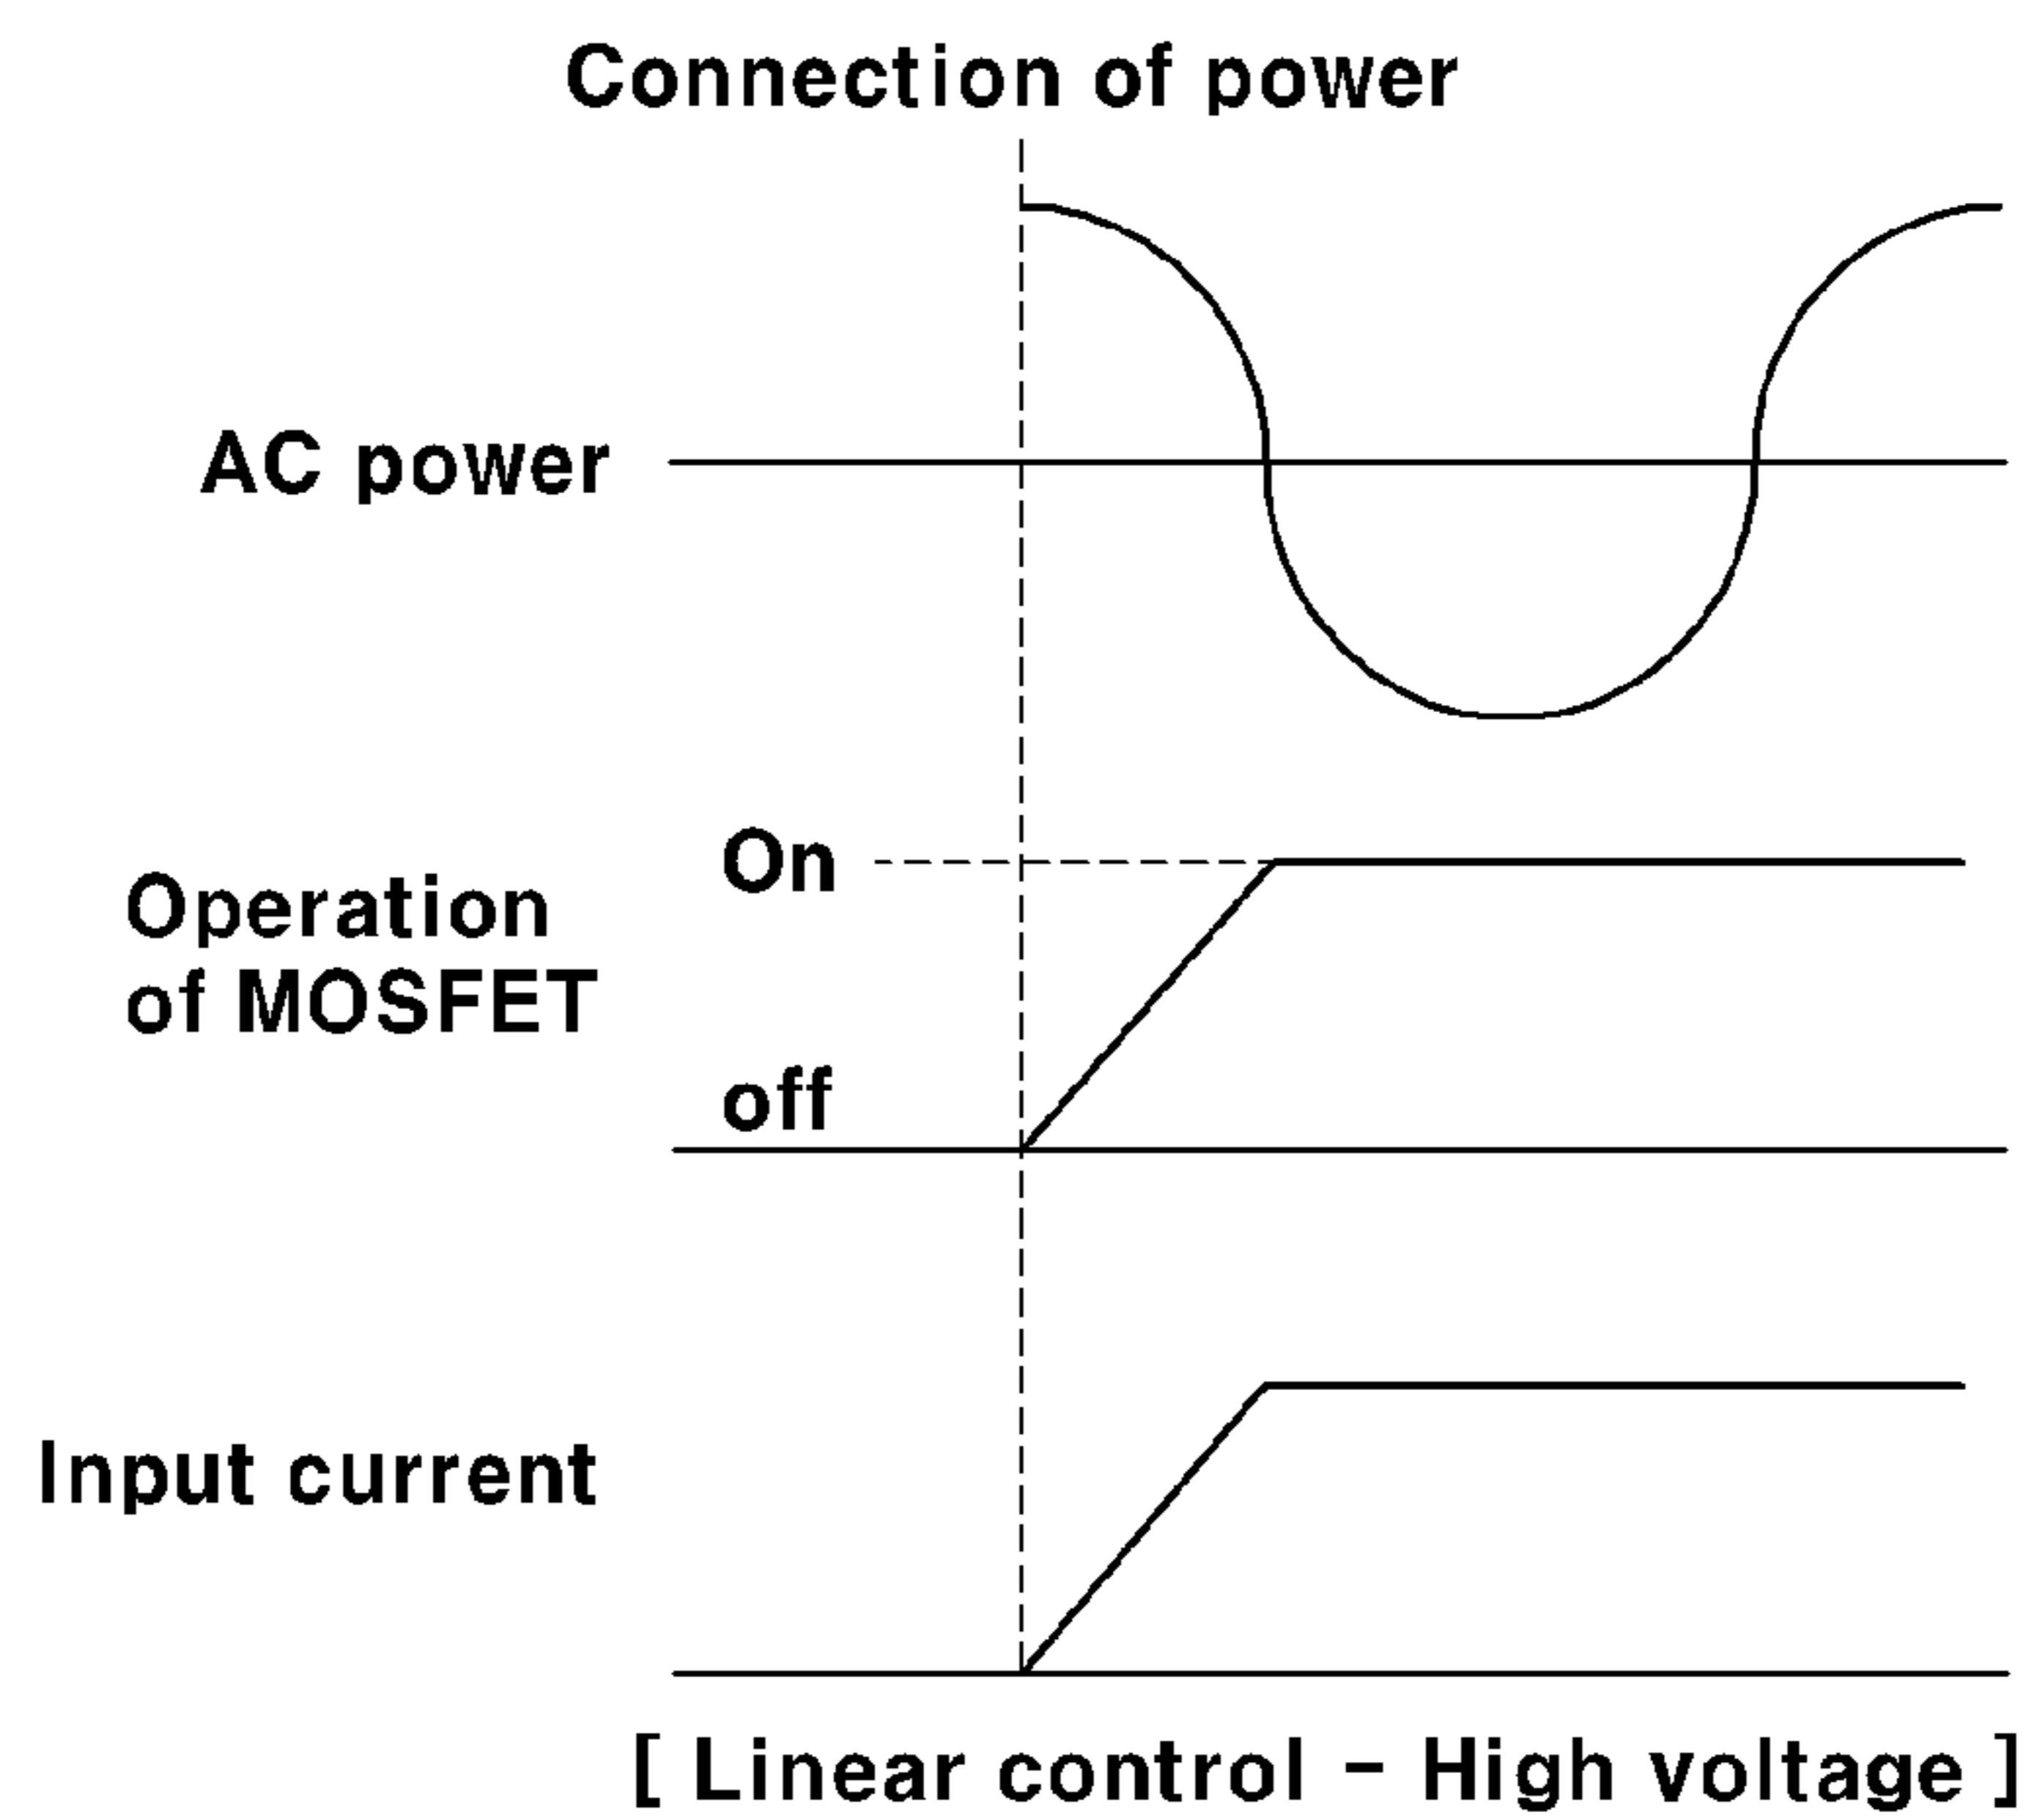 Connection of power
AC power
On
Operation
of MOSFET
off
Input current
[ Linear control - High voltage ]